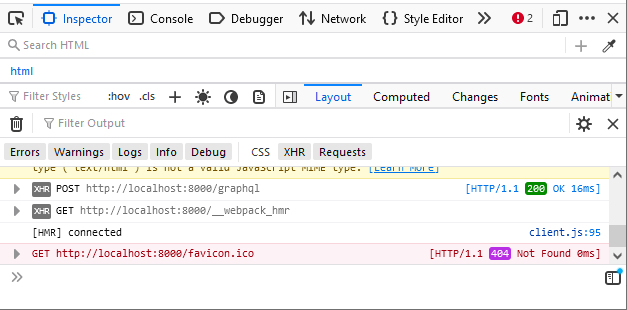 Inspector Console Debugger Network Style Editor 2
Search HTML
html
Filter Styles :hov .cls Layout Computed Changes Fonts Animat
Filter Output
Errors Warnings Logs Info Debug CSS XHR Requests
type ("text/html") is not a valid JavaScript MIME type. [Learn More]
XHR POST http://localhost:8000/graphql [HTTP/1.1 200 OK 16ms]
XHR GET http://localhost:8000/__webpack_hmr
[HMR] connected client.js:95
GET http://localhost:8000/favicon.ico [HTTP/1.1 404 Not Found 0ms]